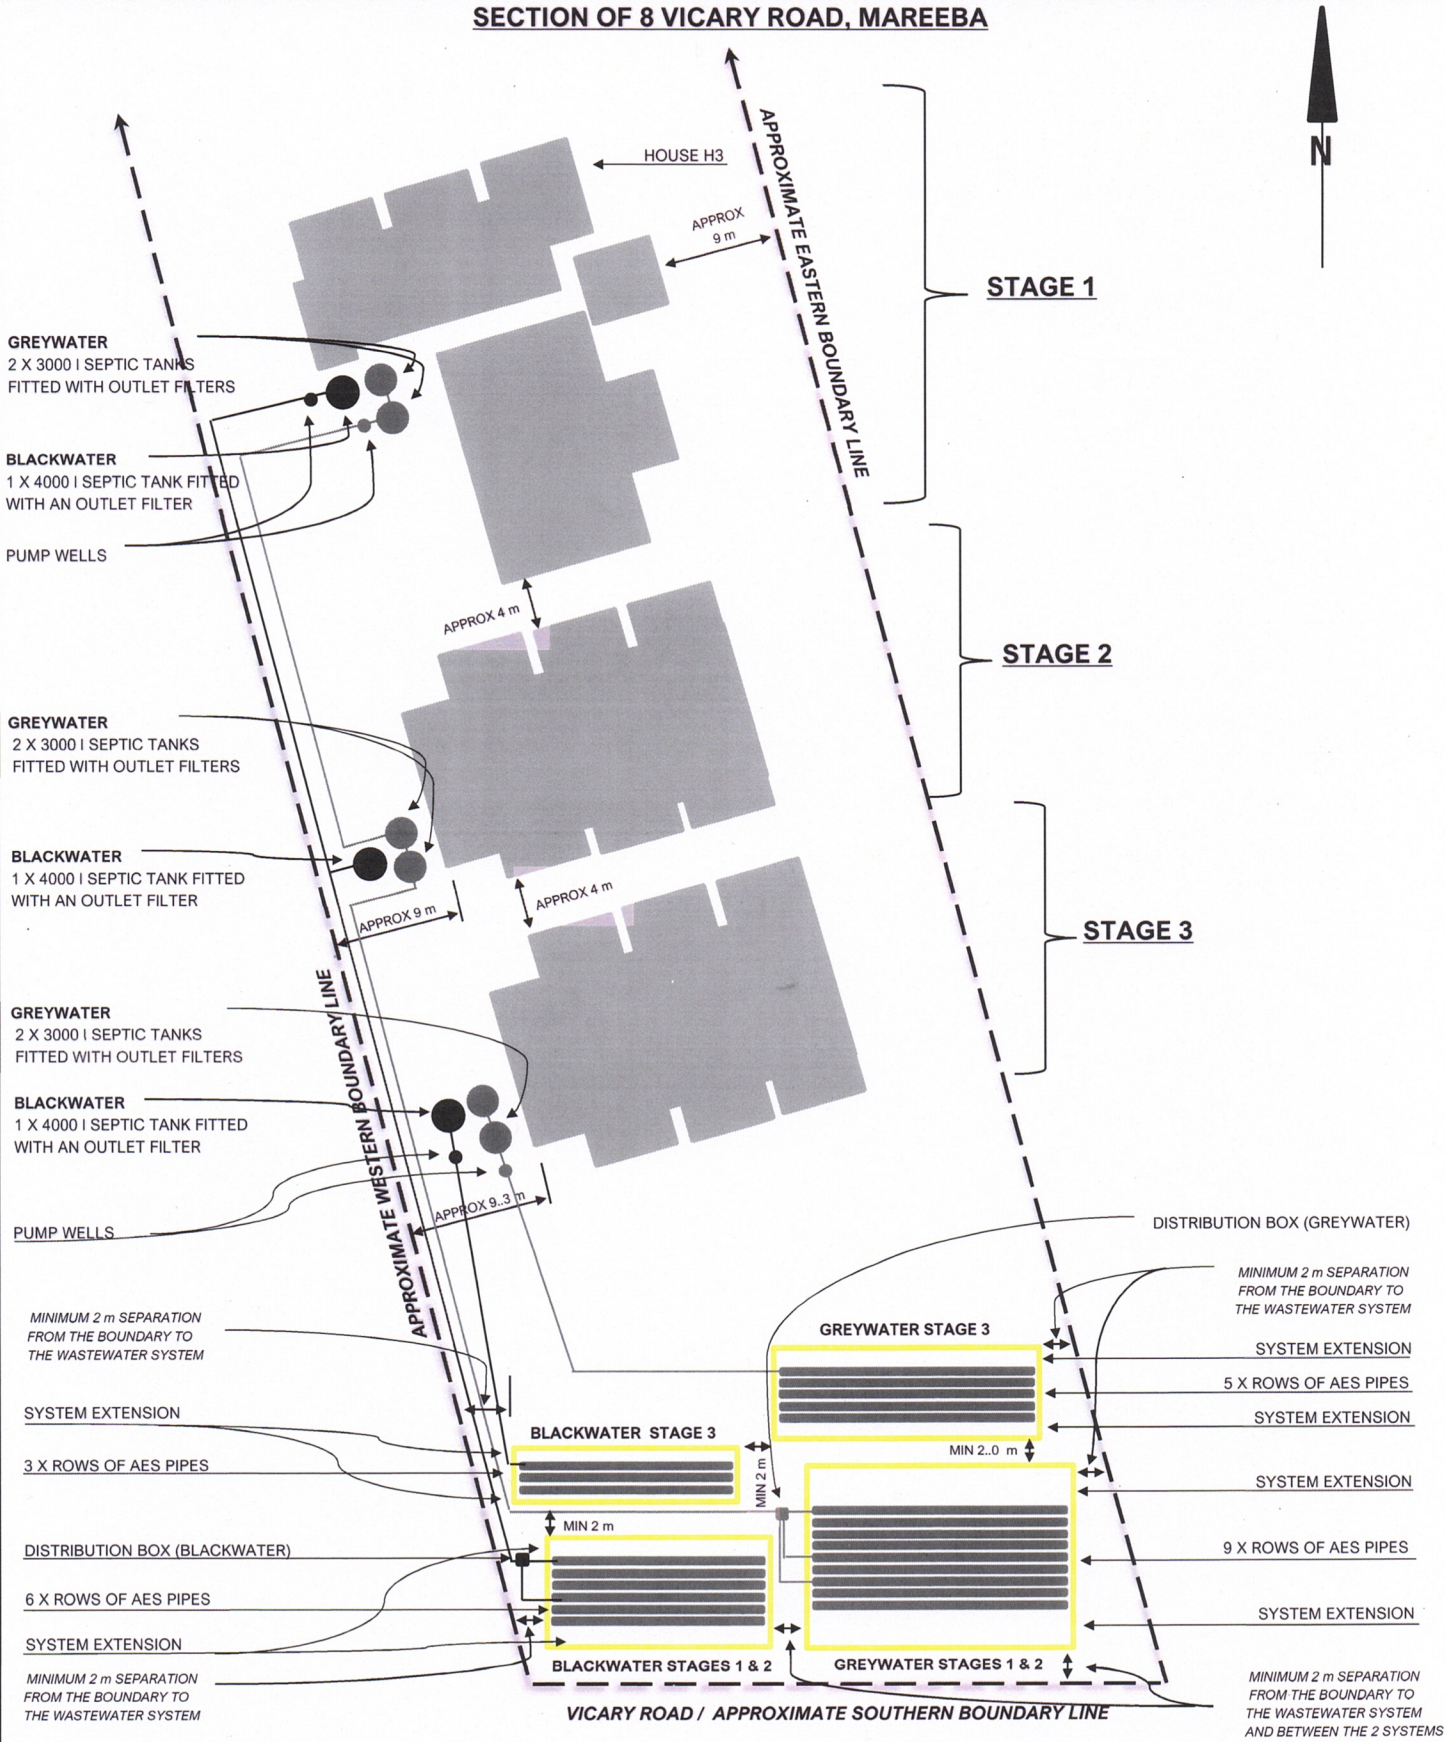 SECTION OF 8 VICARY ROAD, MAREEBA
N
HOUSE H3
APPROX
9 m
APPROXIMATE EASTERN BOUNDARY LINE
STAGE 1
GREYWATER
2 X 3000 l SEPTIC TANKS
FITTED WITH OUTLET FILTERS
BLACKWATER
1 X 4000 l SEPTIC TANK FITTED
WITH AN OUTLET FILTER
PUMP WELLS
APPROX 4 m
STAGE 2
GREYWATER
2 X 3000 l SEPTIC TANKS
FITTED WITH OUTLET FILTERS
BLACKWATER
1 X 4000 l SEPTIC TANK FITTED
WITH AN OUTLET FILTER
APPROX 4 m
APPROX 9 m
STAGE 3
APPROXIMATE WESTERN BOUNDARY LINE
GREYWATER
2 X 3000 l SEPTIC TANKS
FITTED WITH OUTLET FILTERS
BLACKWATER
1 X 4000 l SEPTIC TANK FITTED
WITH AN OUTLET FILTER
APPROX 9..3 m
PUMP WELLS
DISTRIBUTION BOX (GREYWATER)
MINIMUM 2 m SEPARATION
FROM THE BOUNDARY TO
THE WASTEWATER SYSTEM
MINIMUM 2 m SEPARATION
FROM THE BOUNDARY TO
THE WASTEWATER SYSTEM
GREYWATER STAGE 3
SYSTEM EXTENSION
5 X ROWS OF AES PIPES
SYSTEM EXTENSION
SYSTEM EXTENSION
BLACKWATER STAGE 3
MIN 2..0 m
MIN 2 m
3 X ROWS OF AES PIPES
SYSTEM EXTENSION
MIN 2 m
DISTRIBUTION BOX (BLACKWATER)
9 X ROWS OF AES PIPES
6 X ROWS OF AES PIPES
SYSTEM EXTENSION
SYSTEM EXTENSION
BLACKWATER STAGES 1 & 2
GREYWATER STAGES 1 & 2
MINIMUM 2 m SEPARATION
FROM THE BOUNDARY TO
THE WASTEWATER SYSTEM
MINIMUM 2 m SEPARATION
FROM THE BOUNDARY TO
THE WASTEWATER SYSTEM
AND BETWEEN THE 2 SYSTEMS
VICARY ROAD / APPROXIMATE SOUTHERN BOUNDARY LINE